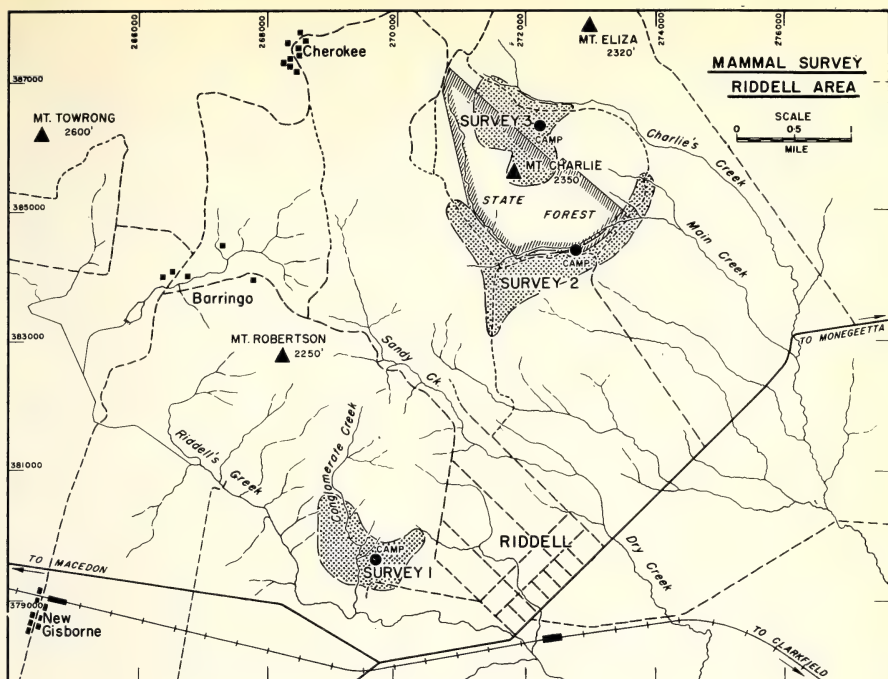 266000
268000
270000
272000
274000
276000
MT. ELIZA
2320'
Cherokee
MAMMAL SURVEY
RIDDELL AREA
387000
MT. TOWRONG
2600'
SCALE
0 0·5 1
MILE
SURVEY 3
CAMP
Charlie's Creek
MT. CHARLIE
2350'
STATE FOREST
385000
Main Creek
CAMP
SURVEY 2
Barringo
383000
TO MONEGEETTA
MT. ROBERTSON
2250'
Sandy Ck.
Riddell's Creek
Conglomerate Creek
381000
CAMP
SURVEY 1
RIDDELL
Dry Creek
TO MACEDON
379000
New
Gisborne
TO CLARKFIELD